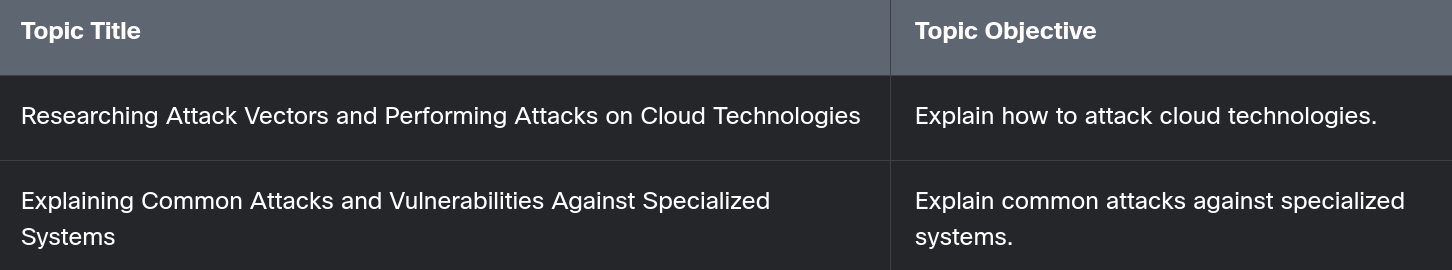 Topic Title
Topic Objective
Researching Attack Vectors and Performing Attacks on Cloud Technologies
Explain how to attack cloud technologies.
Explaining Common Attacks and Vulnerabilities Against Specialized
Systems
Explain common attacks against specialized
systems.